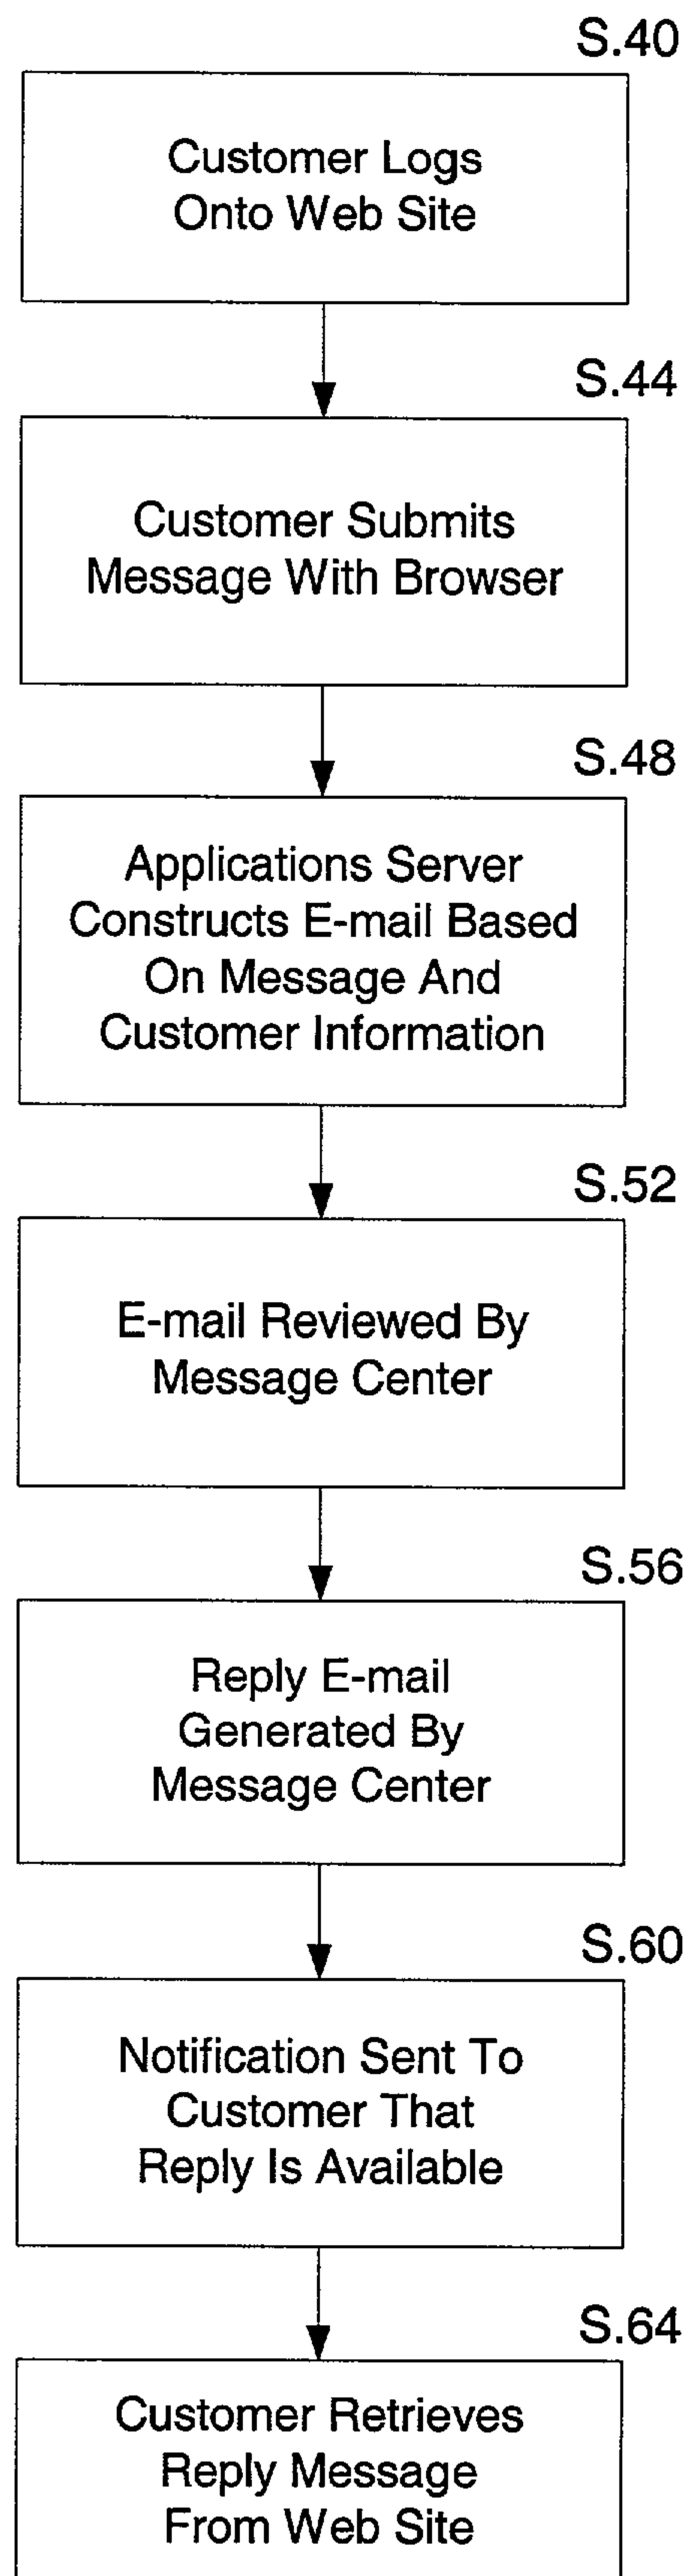 S.40
Customer Logs
Onto Web Site
S.44
Customer Submits
Message With Browser
S.48
Applications Server
Constructs E-mail Based
On Message And
Customer Information
S.52
E-mail Reviewed By
Message Center
S.56
Reply E-mail
Generated By
Message Center
S.60
Notification Sent To
Customer That
Reply Is Available
S.64
Customer Retrieves
Reply Message
From Web Site